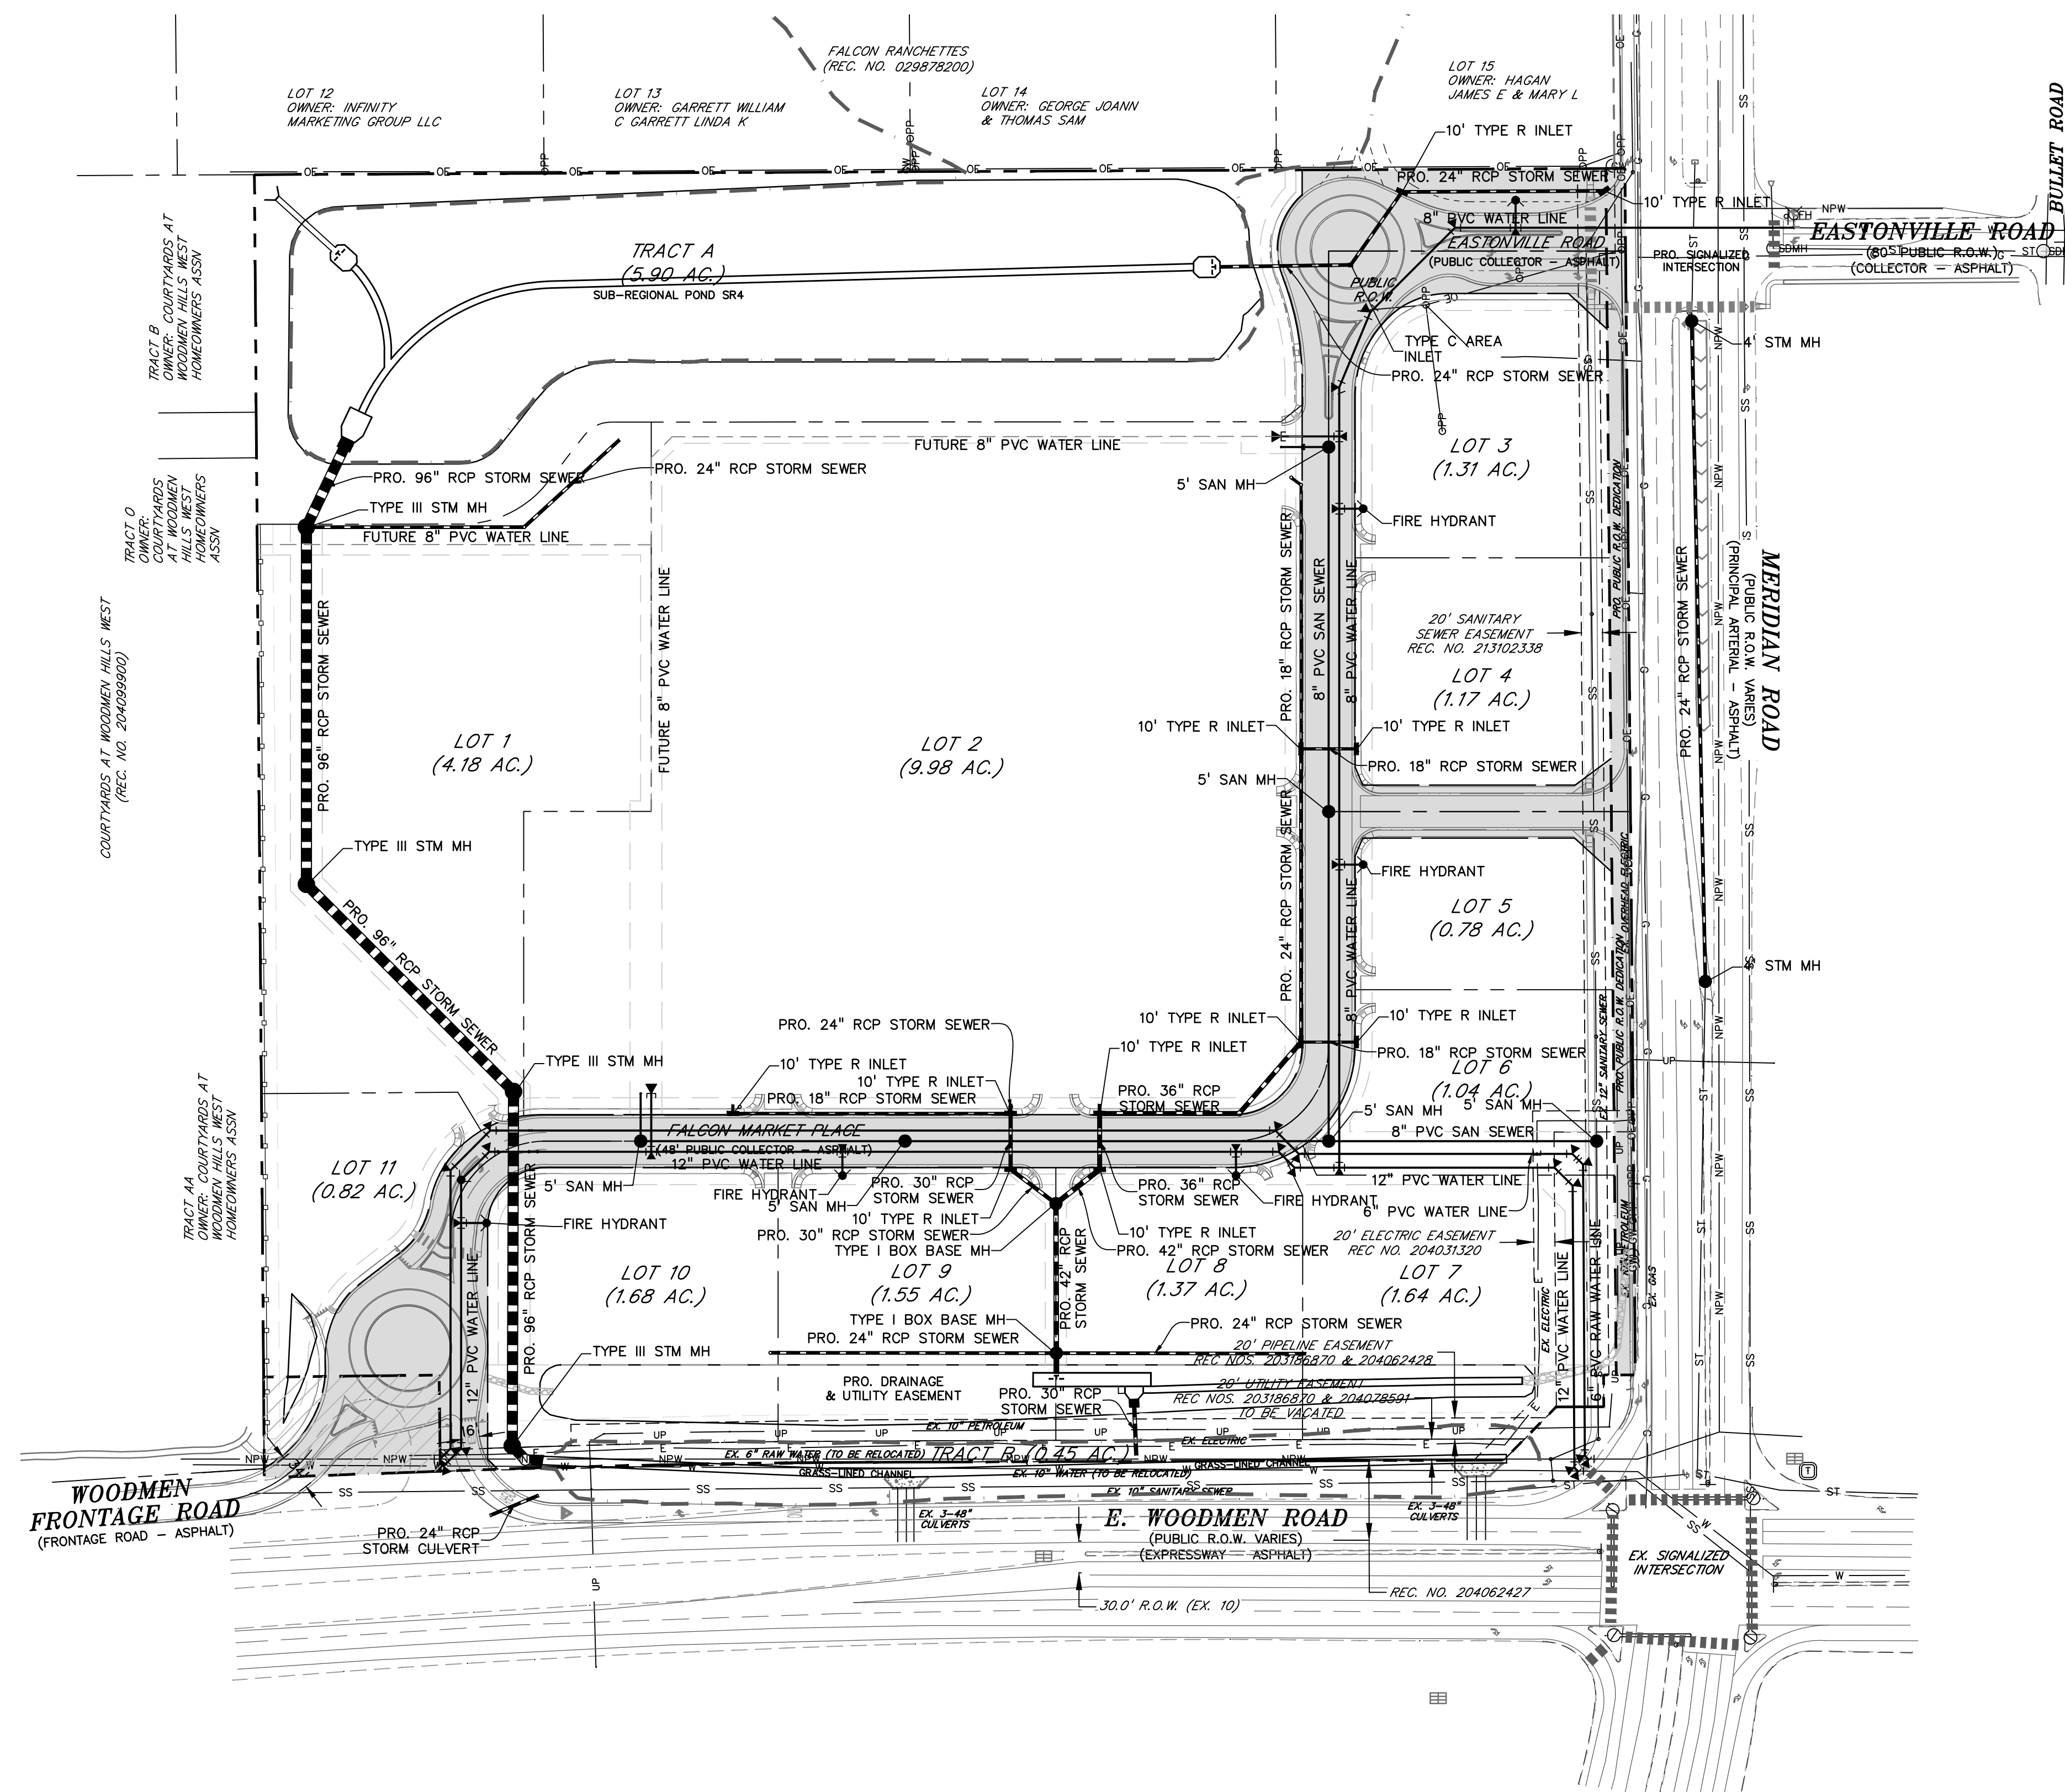 FALCON RANCHETTES
(REC. NO. 029878200)
LOT 12
OWNER: INFINITY
MARKETING GROUP LLC
LOT 13
OWNER: GARRETT WILLIAM
C GARRETT LINDA K
LOT 14
OWNER: GEORGE JOANN
& THOMAS SAM
LOT 15
OWNER: HAGAN
JAMES E & MARY L
BULLET ROAD
10' TYPE R INLET
PRO. 24" RCP STORM SEWER
10' TYPE R INLET
8" PVC WATER LINE
EASTONVILLE ROAD
(PUBLIC COLLECTOR – ASPHALT)
PUBLIC
R.O.W.
PRO. SIGNALIZED
INTERSECTION
EASTONVILLE ROAD
(80' PUBLIC R.O.W.)
(COLLECTOR – ASPHALT)
TRACT A
(5.90 AC.)
SUB-REGIONAL POND SR4
TRACT B
OWNER: COURTYARDS AT
WOODMEN HILLS WEST
HOMEOWNERS ASSN
TYPE C AREA
INLET
PRO. 24" RCP STORM SEWER
4' STM MH
LOT 3
(1.31 AC.)
FUTURE 8" PVC WATER LINE
PRO. 96" RCP STORM SEWER
PRO. 24" RCP STORM SEWER
5' SAN MH
TYPE III STM MH
FUTURE 8" PVC WATER LINE
FIRE HYDRANT
TRACT O
OWNER:
COURTYARDS
AT WOODMEN
HILLS WEST
HOMEOWNERS
ASSN
COURTYARDS AT WOODMEN HILLS WEST
(REC. NO. 204099900)
PRO. 96" RCP STORM SEWER
FUTURE 8" PVC WATER LINE
PRO. 18" RCP STORM SEWER
8" PVC SAN SEWER
8" PVC WATER LINE
PRO. PUBLIC R.O.W. DEDICATION
PRO. 24" RCP STORM SEWER
MERIDIAN ROAD
(PUBLIC R.O.W. VARIES)
(PRINCIPAL ARTERIAL – ASPHALT)
20' SANITARY
SEWER EASEMENT
REC. NO. 213102338
LOT 4
(1.17 AC.)
LOT 1
(4.18 AC.)
LOT 2
(9.98 AC.)
10' TYPE R INLET
10' TYPE R INLET
PRO. 18" RCP STORM SEWER
5' SAN MH
TYPE III STM MH
FIRE HYDRANT
PRO. 24" RCP STORM SEWER
8" PVC WATER LINE
LOT 5
(0.78 AC.)
EX. OVERHEAD ELECTRIC
PRO. PUBLIC R.O.W. DEDICATION
EX. 12" SANITARY SEWER
4' STM MH
PRO. 96" RCP STORM SEWER
PRO. 24" RCP STORM SEWER
10' TYPE R INLET
10' TYPE R INLET
10' TYPE R INLET
PRO. 18" RCP STORM SEWER
LOT 6
(1.04 AC.)
TYPE III STM MH
10' TYPE R INLET
10' TYPE R INLET
PRO. 18" RCP STORM SEWER
PRO. 36" RCP
STORM SEWER
5' SAN MH
5' SAN MH
8" PVC SAN SEWER
FALCON MARKET PLACE
(48' PUBLIC COLLECTOR – ASPHALT)
12" PVC WATER LINE
TRACT AA
OWNER: COURTYARDS AT
WOODMEN HILLS WEST
HOMEOWNERS ASSN
LOT 11
(0.82 AC.)
5' SAN MH
FIRE HYDRANT
5' SAN MH
PRO. 30" RCP
STORM SEWER
PRO. 36" RCP
STORM SEWER
FIRE HYDRANT
12" PVC WATER LINE
6" PVC WATER LINE
FIRE HYDRANT
10' TYPE R INLET
PRO. 30" RCP STORM SEWER
TYPE I BOX BASE MH
10' TYPE R INLET
PRO. 42" RCP STORM SEWER
20' ELECTRIC EASEMENT
REC NO. 204031320
12" PVC WATER LINE
PRO. 96" RCP STORM SEWER
LOT 10
(1.68 AC.)
LOT 9
(1.55 AC.)
PRO. 42" RCP
STORM SEWER
LOT 8
(1.37 AC.)
LOT 7
(1.64 AC.)
EX. ELECTRIC
12" PVC WATER LINE
6" PVC RAW WATER LINE
EX. GAS
TYPE I BOX BASE MH
PRO. 24" RCP STORM SEWER
PRO. 24" RCP STORM SEWER
TYPE III STM MH
20' PIPELINE EASEMENT
REC NOS. 203186870 & 204062428
PRO. DRAINAGE
& UTILITY EASEMENT
PRO. 30" RCP
STORM SEWER
20' UTILITY EASEMENT
REC NOS. 203186870 & 204078591
TO BE VACATED
EX. 10" PETROLEUM
EX. ELECTRIC
EX. 6" RAW WATER (TO BE RELOCATED)
TRACT B (0.45 AC.)
GRASS-LINED CHANNEL
EX. 10" WATER (TO BE RELOCATED)
GRASS-LINED CHANNEL
EX. 10" SANITARY SEWER
WOODMEN
FRONTAGE ROAD
(FRONTAGE ROAD – ASPHALT)
PRO. 24" RCP
STORM CULVERT
EX. 3-48"
CULVERTS
E. WOODMEN ROAD
(PUBLIC R.O.W. VARIES)
(EXPRESSWAY – ASPHALT)
EX. 3-48"
CULVERTS
EX. SIGNALIZED
INTERSECTION
REC. NO. 204062427
30.0' R.O.W. (EX. 10)